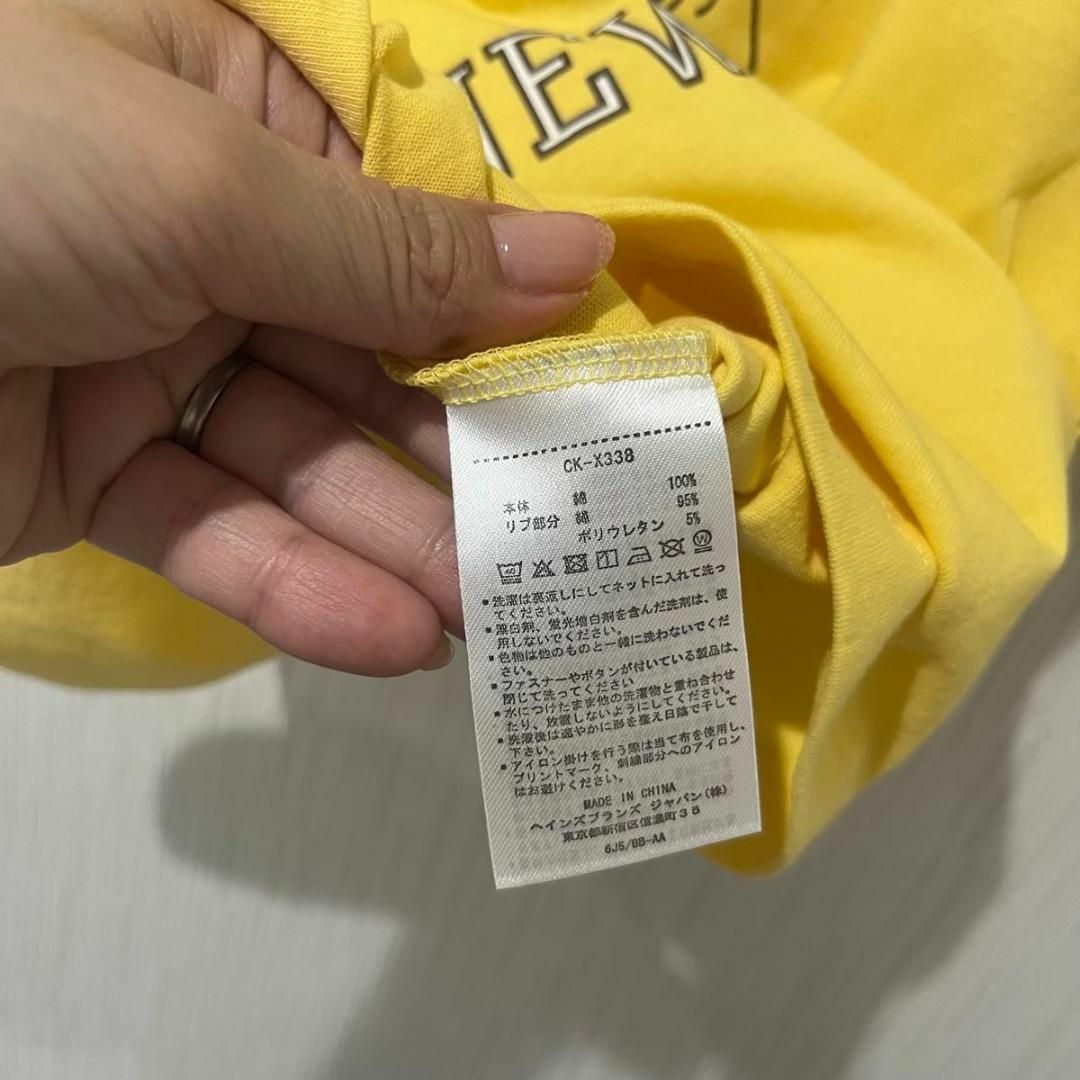 NEW
CK-X338
本体 綿 100%
リブ部分 綿 95%
ポリウレタン 5%
40
W
▪洗濯は裏返しにしてネットに入れて洗っ
てください。
▪漂白剤、蛍光増白剤を含んだ洗剤は、使
用しないでください。
▪色物は他のものと一緒に洗わないでくだ
さい。
▪ファスナーやボタンが付いている製品は、
閉じて洗ってください
▪水につけたまま他の洗濯物と重ね合わせ
たり、放置しないようにしてください。
▪洗濯後は速やかに形を整え日陰で干して
下さい。
▪アイロン掛けを行う際は当て布を使用し、
プリントマーク、刺繍部分へのアイロン
はお避けください。
MADE IN CHINA
ヘインズブランズ ジャパン(株)
東京都新宿区信濃町35
6J5/BB-AA